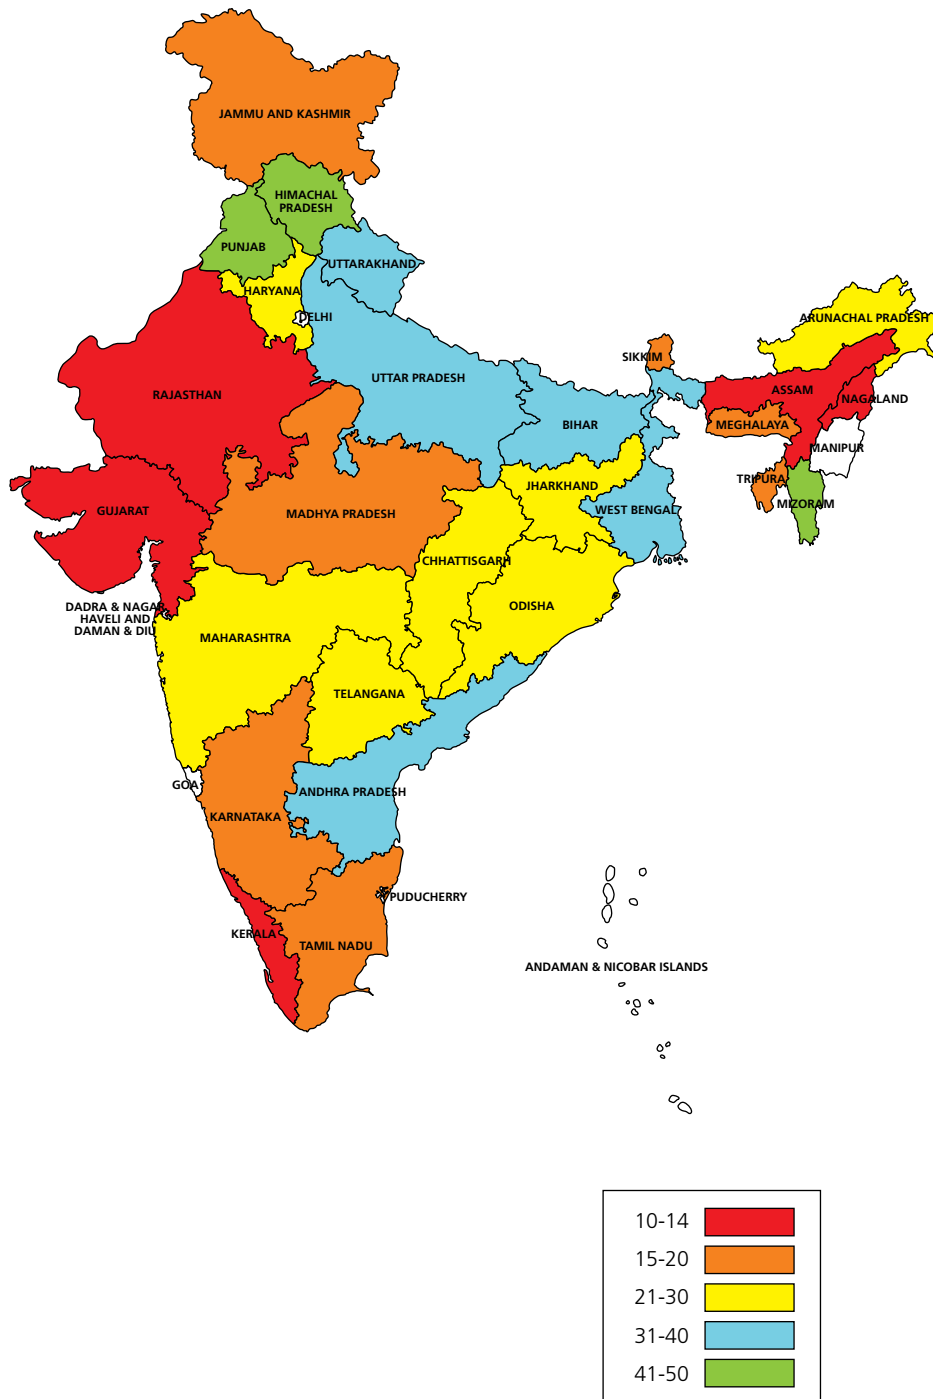 JAMMU AND KASHMIR
HIMACHAL
PRADESH
PUNJAB
UTTARAKHAND
HARYANA
DELHI
ARUNACHAL PRADESH
SIKKIM
UTTAR PRADESH
RAJASTHAN
ASSAM
NAGALAND
BIHAR
MEGHALAYA
MANIPUR
TRIPURA
JHARKHAND
MIZORAM
GUJARAT
MADHYA PRADESH
WEST BENGAL
CHHATTISGARH
DADRA & NAGAR
HAVELI AND
DAMAN & DIU
ODISHA
MAHARASHTRA
TELANGANA
GOA
ANDHRA PRADESH
KARNATAKA
PUDUCHERRY
KERALA
TAMIL NADU
ANDAMAN & NICOBAR ISLANDS
10-14
15-20
21-30
31-40
41-50